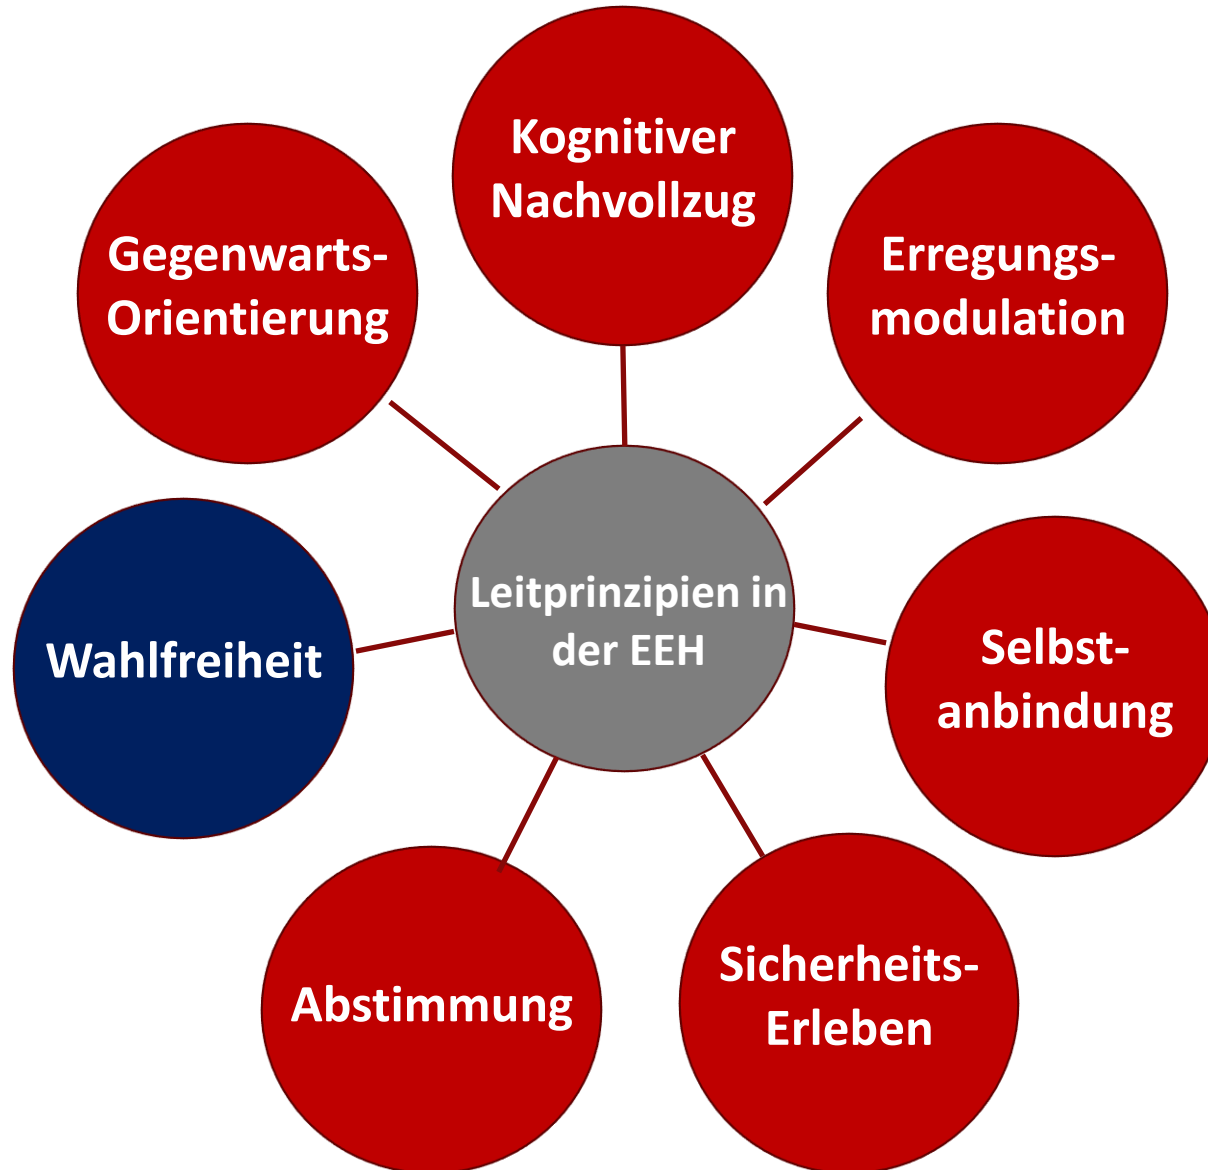 Kognitiver
Nachvollzug
Gegenwarts-
Orientierung
Erregungs-
modulation
Leitprinzipien in
der EEH
Wahlfreiheit
Selbst-
anbindung
Abstimmung
Sicherheits-
Erleben